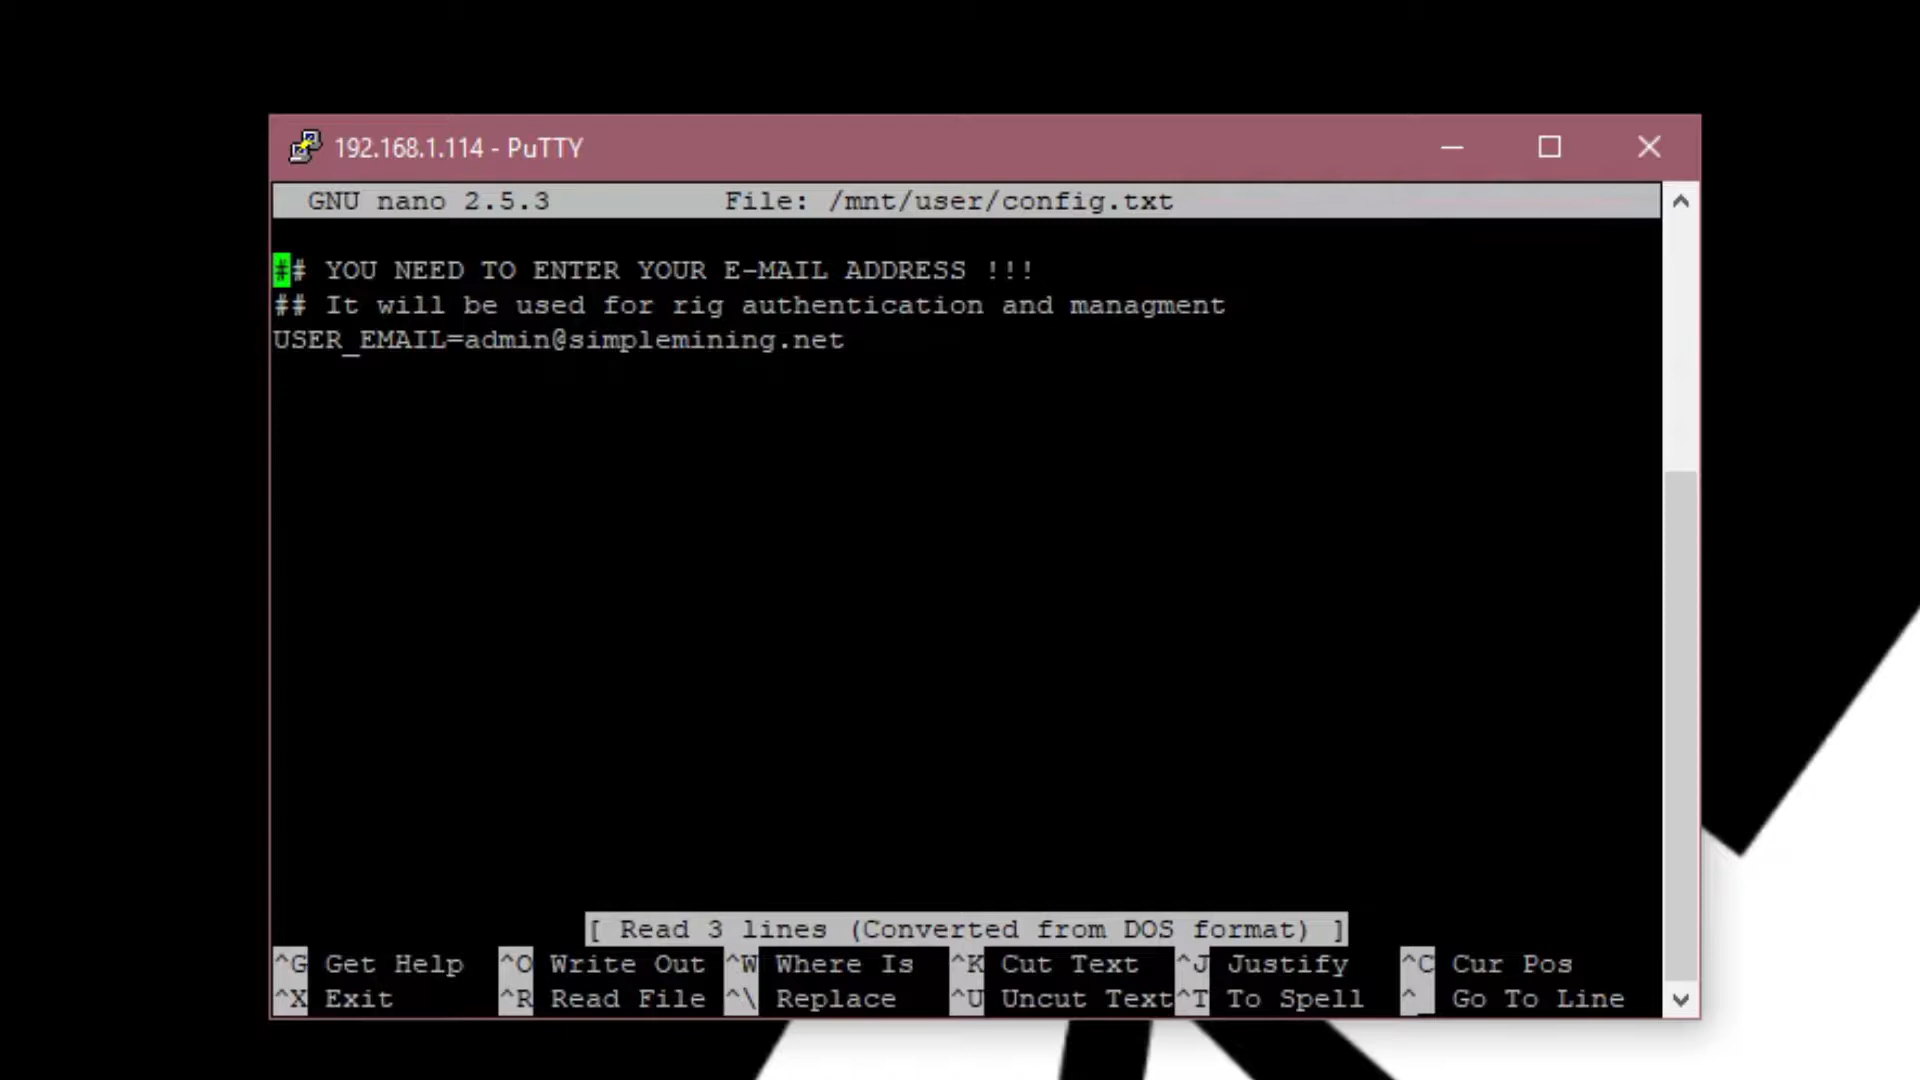 192.168.1.114 - PuTTY
GNU nano 2.5.3 File: /mnt/user/config.txt
## YOU NEED TO ENTER YOUR E-MAIL ADDRESS !!!
## It will be used for rig authentication and managment
USER_EMAIL=admin@simplemining.net
[ Read 3 lines (Converted from DOS format) ]
^G Get Help ^O Write Out ^W Where Is ^K Cut Text ^J Justify ^C Cur Pos
^X Exit ^R Read File ^\ Replace ^U Uncut Text ^T To Spell ^_ Go To Line